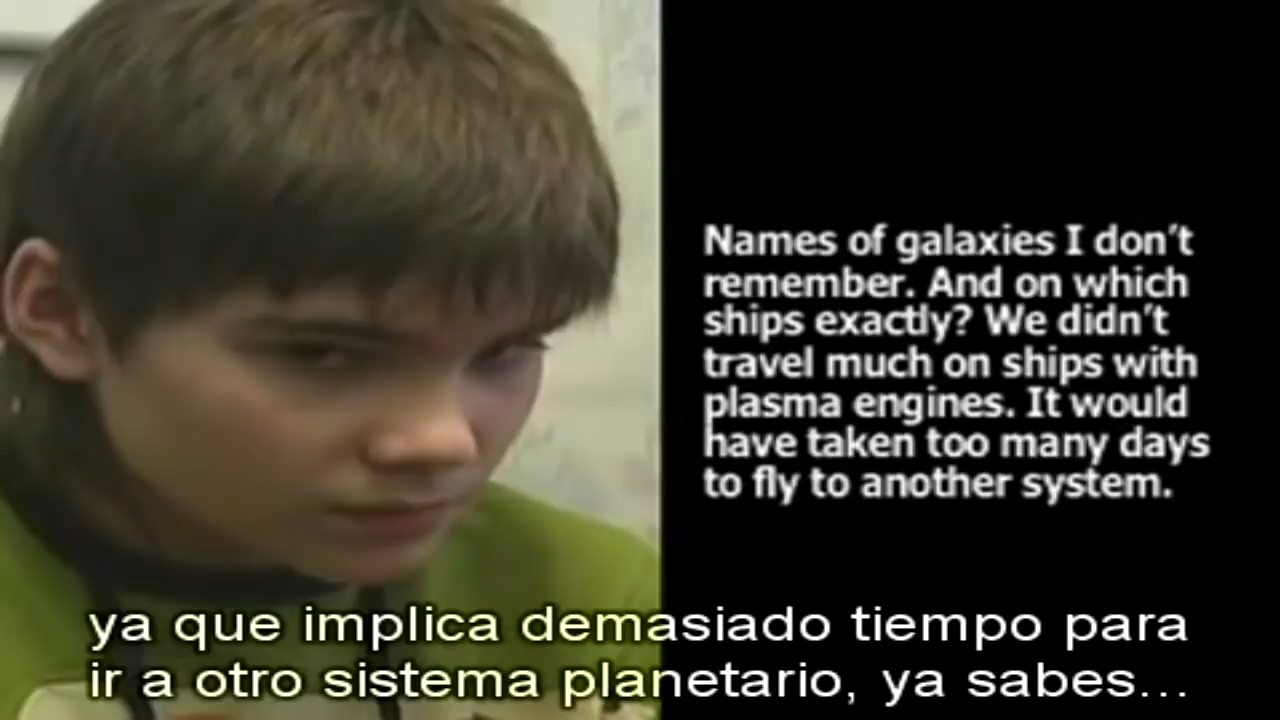 Names of galaxies I don't
remember. And on which
ships exactly? We didn't
travel much on ships with
plasma engines. It would
have taken too many days
to fly to another system.
ya que implica demasiado tiempo para
ir a otro sistema planetario, ya sabes...